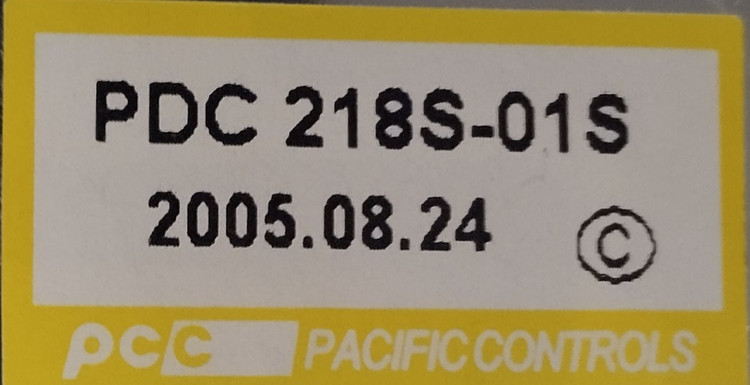 PDC 218S-01S
2005.08.24 ©
pcc PACIFIC CONTROLS